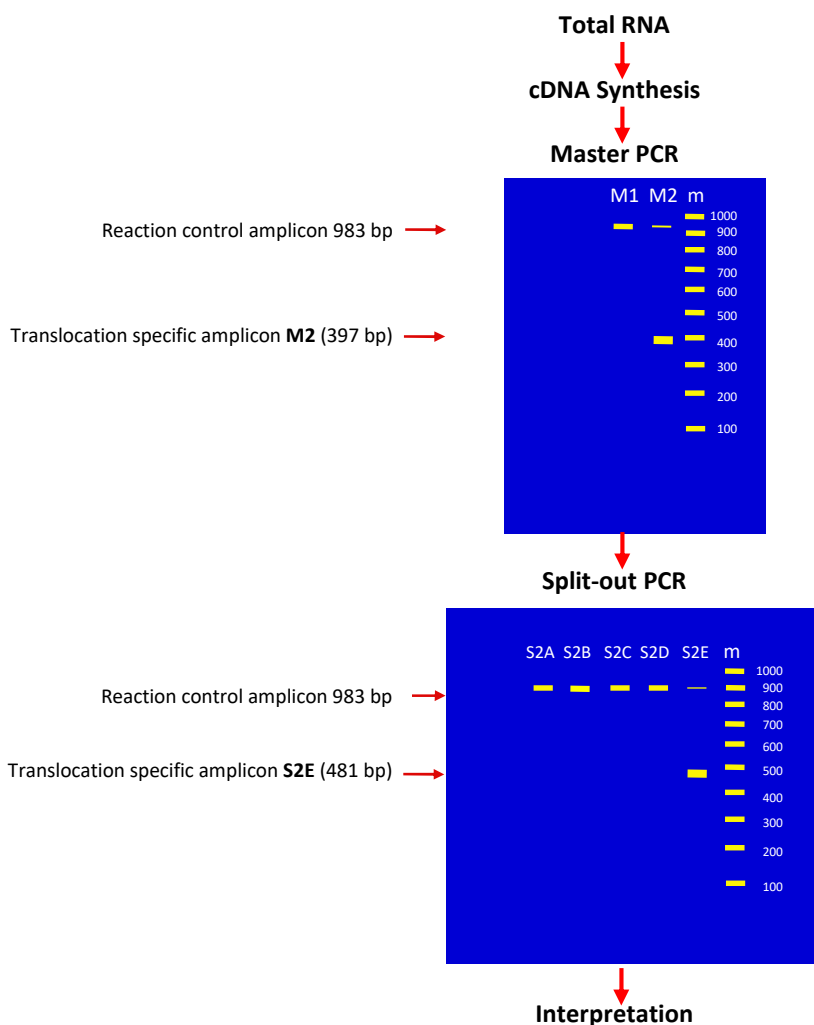 Total RNA
cDNA Synthesis
Master PCR
M1 M2 m
1000
Reaction control amplicon 983 bp
900
800
700
600
500
Translocation specific amplicon M2 (397 bp)
400
300
200
100
Split-out PCR
S2A S2B S2C S2D S2E m
1000
Reaction control amplicon 983 bp
900
800
700
600
Translocation specific amplicon S2E (481 bp)
500
400
300
200
100
Interpretation